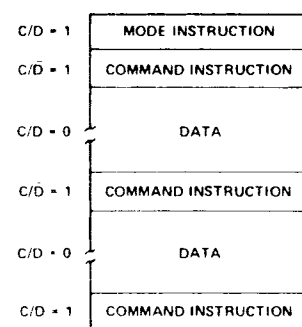 C/D = 1 MODE INSTRUCTION
C/D̄ = 1 COMMAND INSTRUCTION
C/D = 0 DATA
C/D̄ = 1 COMMAND INSTRUCTION
C/D = 0 DATA
C/D = 1 COMMAND INSTRUCTION